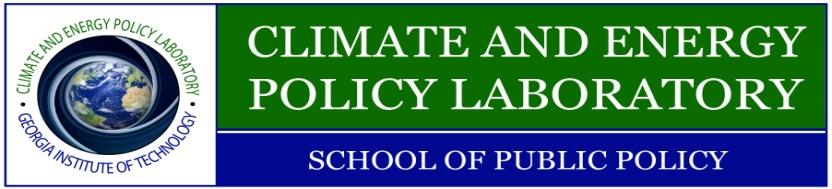 CLIMATE AND ENERGY POLICY LABORATORY
• GEORGIA INSTITUTE OF TECHNOLOGY •
CLIMATE AND ENERGY
POLICY LABORATORY
SCHOOL OF PUBLIC POLICY